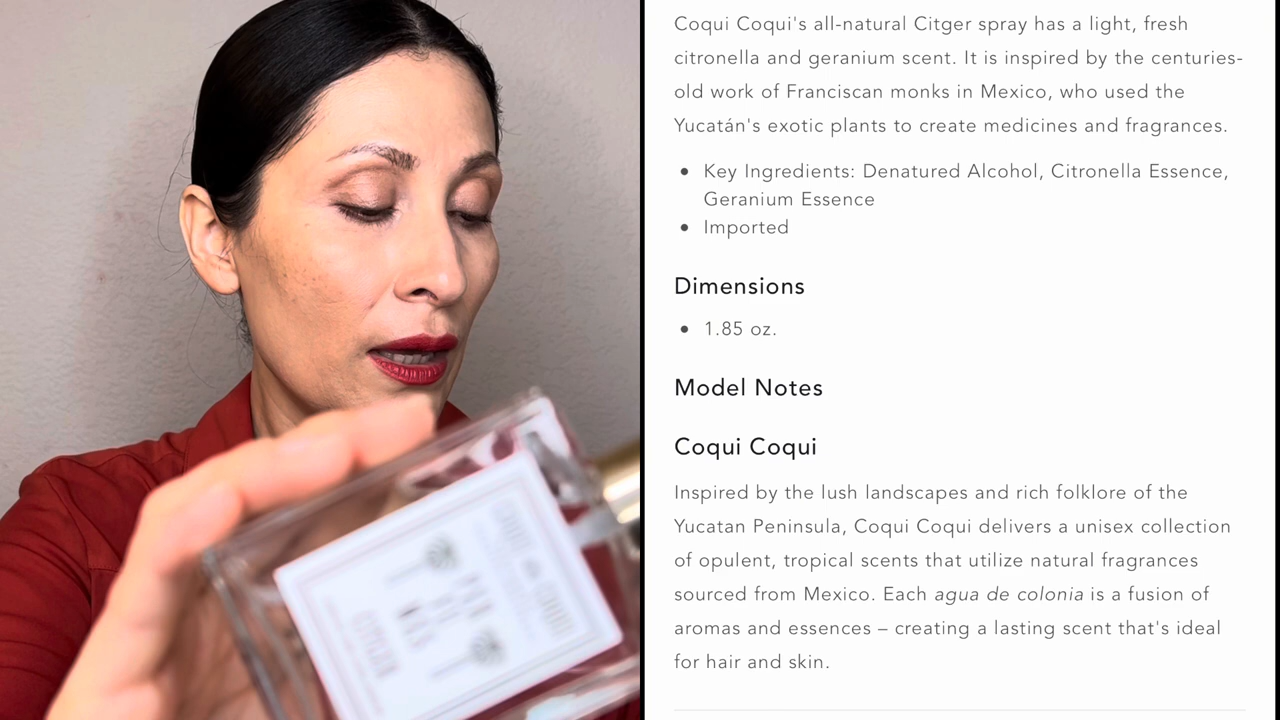 Coqui Coqui's all-natural Citger spray has a light, fresh
citronella and geranium scent. It is inspired by the centuries-
old work of Franciscan monks in Mexico, who used the
Yucatán's exotic plants to create medicines and fragrances.
• Key Ingredients: Denatured Alcohol, Citronella Essence,
Geranium Essence
• Imported
Dimensions
• 1.85 oz.
Model Notes
Coqui Coqui
Inspired by the lush landscapes and rich folklore of the
Yucatan Peninsula, Coqui Coqui delivers a unisex collection
of opulent, tropical scents that utilize natural fragrances
sourced from Mexico. Each agua de colonia is a fusion of
aromas and essences – creating a lasting scent that's ideal
for hair and skin.